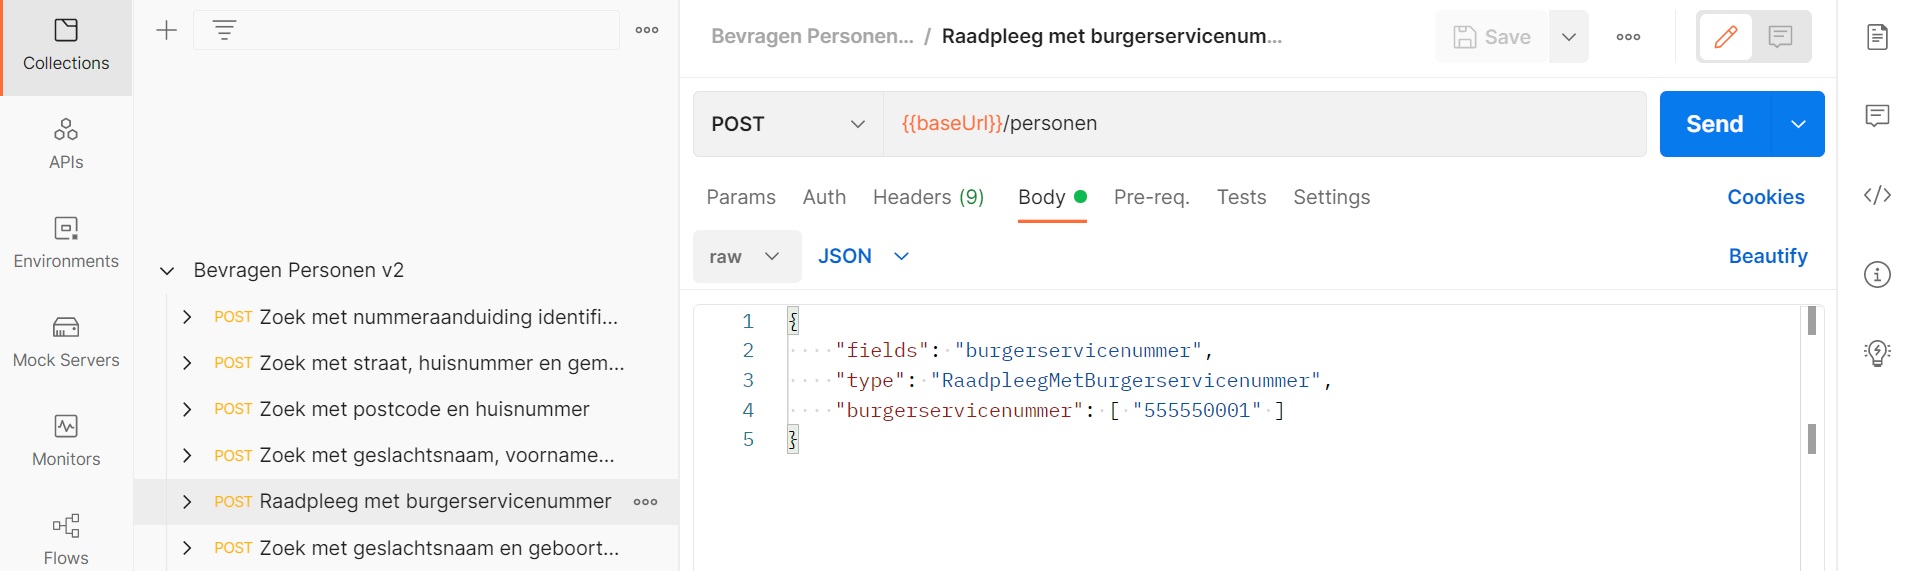 Collections
APIs
Environments
Mock Servers
Monitors
Flows
Bevragen Personen v2
POST Zoek met nummeraanduiding identifi...
POST Zoek met straat, huisnummer en gem...
POST Zoek met postcode en huisnummer
POST Zoek met geslachtsnaam, voorname...
POST Raadpleeg met burgerservicenummer
POST Zoek met geslachtsnaam en geboort...
Bevragen Personen... / Raadpleeg met burgerservicenum...
Save
POST {{baseUrl}}/personen Send
Params Auth Headers (9) Body Pre-req. Tests Settings Cookies
raw JSON Beautify
1 {
2 "fields": "burgerservicenummer",
3 "type": "RaadpleegMetBurgerservicenummer",
4 "burgerservicenummer": [ "555550001" ]
5 }